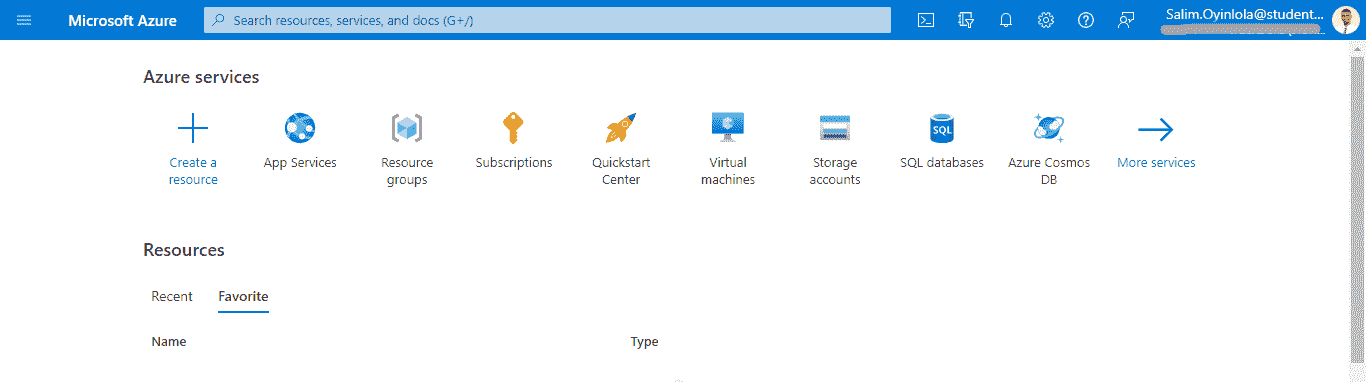 Microsoft Azure
Search resources, services, and docs (G+/)
Salim.Oyinlola@student...
Azure services
Create a
resource
App Services
Resource
groups
Subscriptions
Quickstart
Center
Virtual
machines
Storage
accounts
SQL
SQL databases
Azure Cosmos
DB
More services
Resources
Recent
Favorite
Name
Type